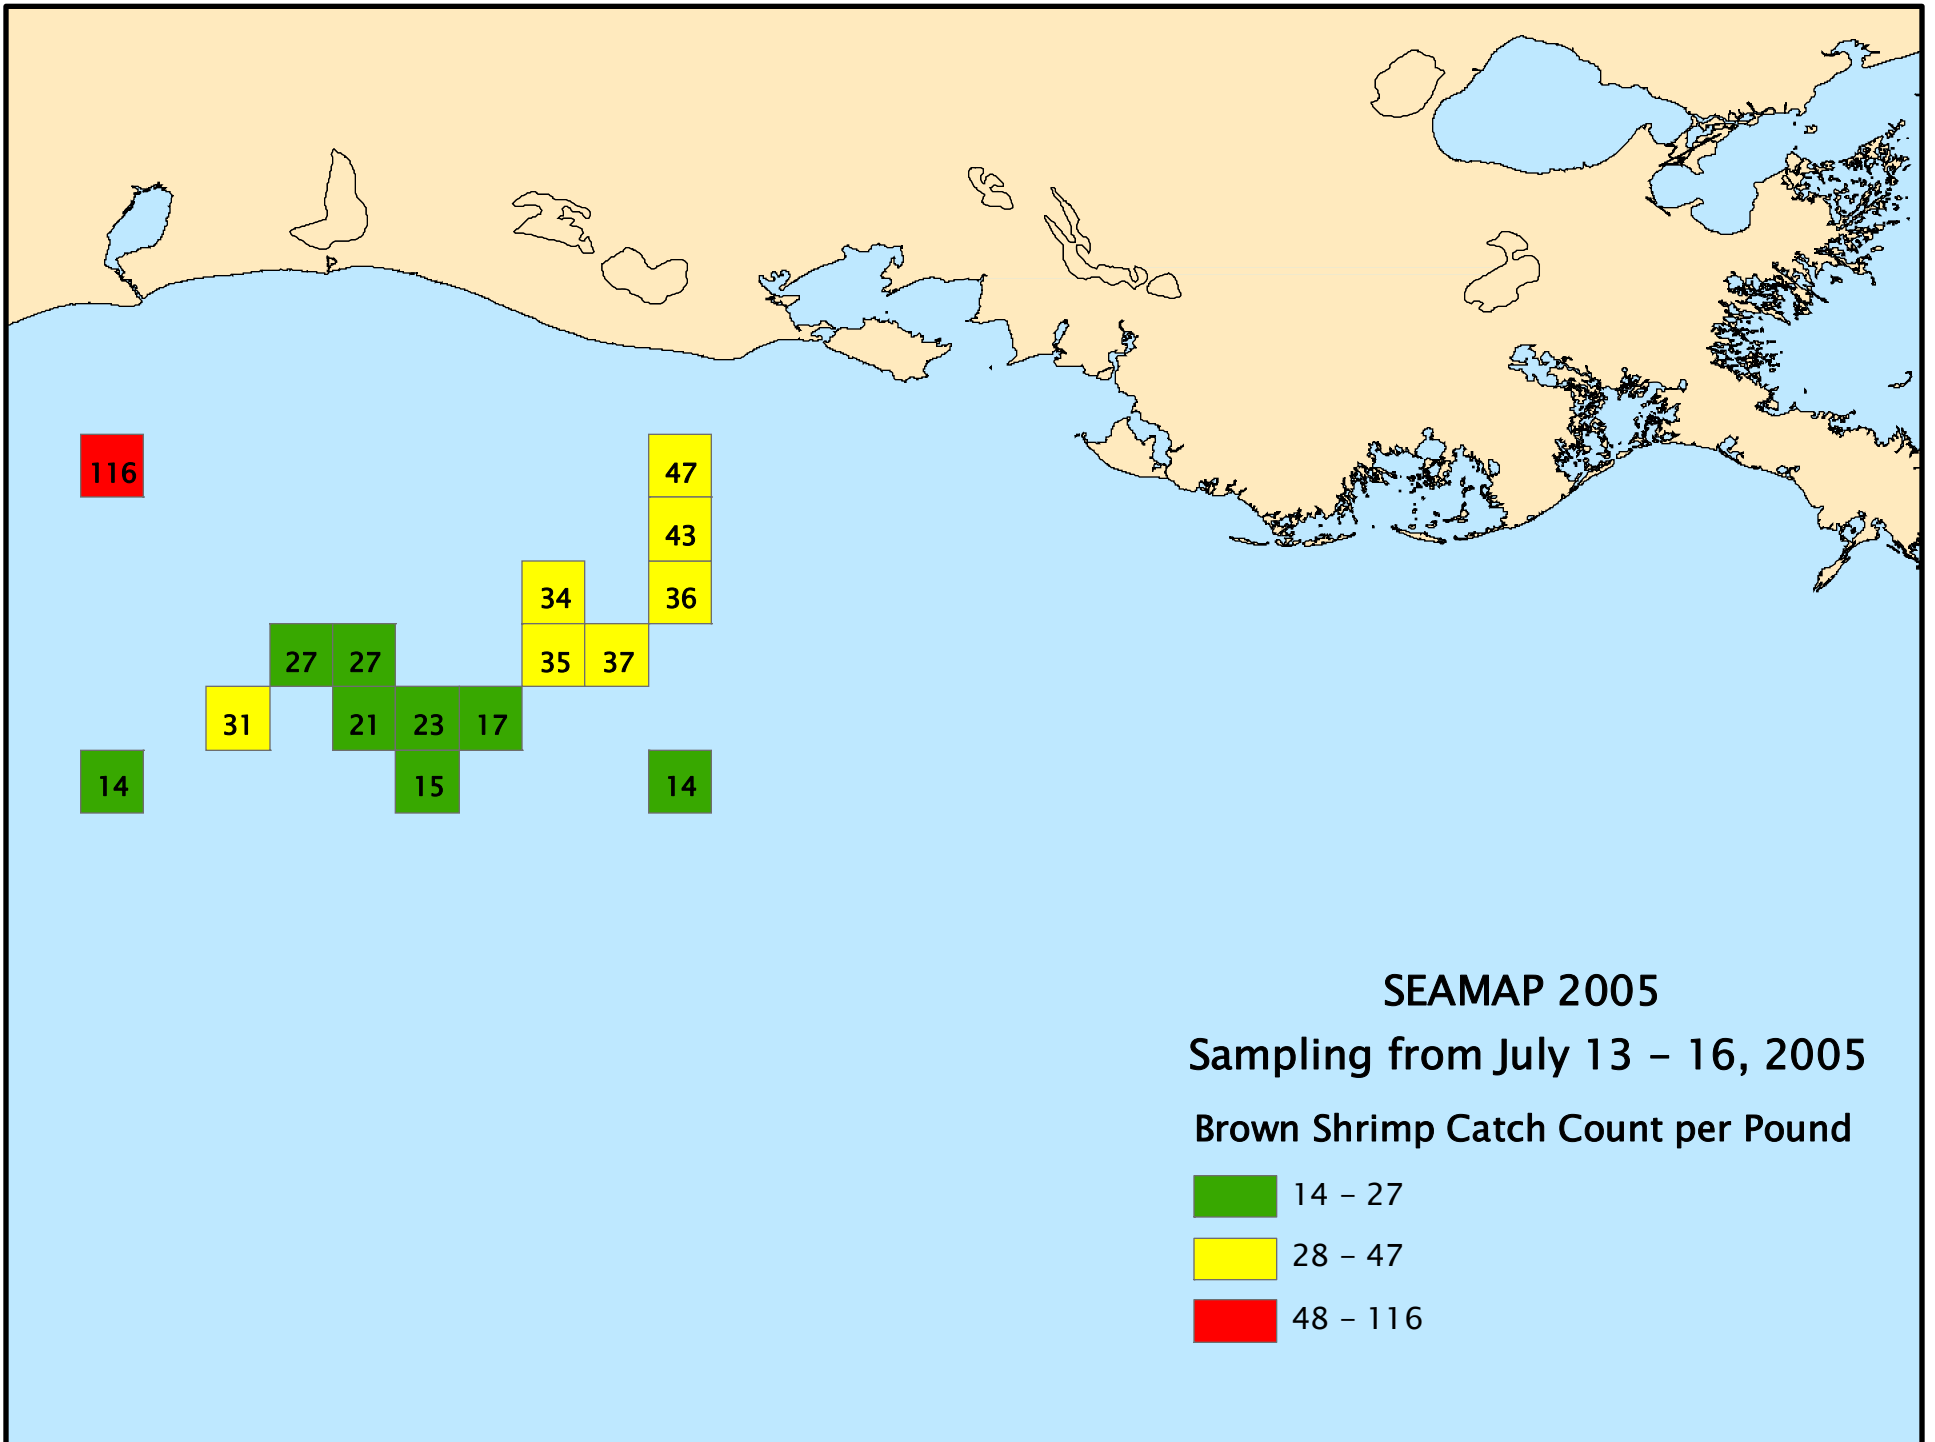 116 47
43
34 36
27 27 35 37
31 21 23 17
14 15 14
SEAMAP 2005
Sampling from July 13 – 16, 2005
Brown Shrimp Catch Count per Pound
14 – 27
28 – 47
48 – 116